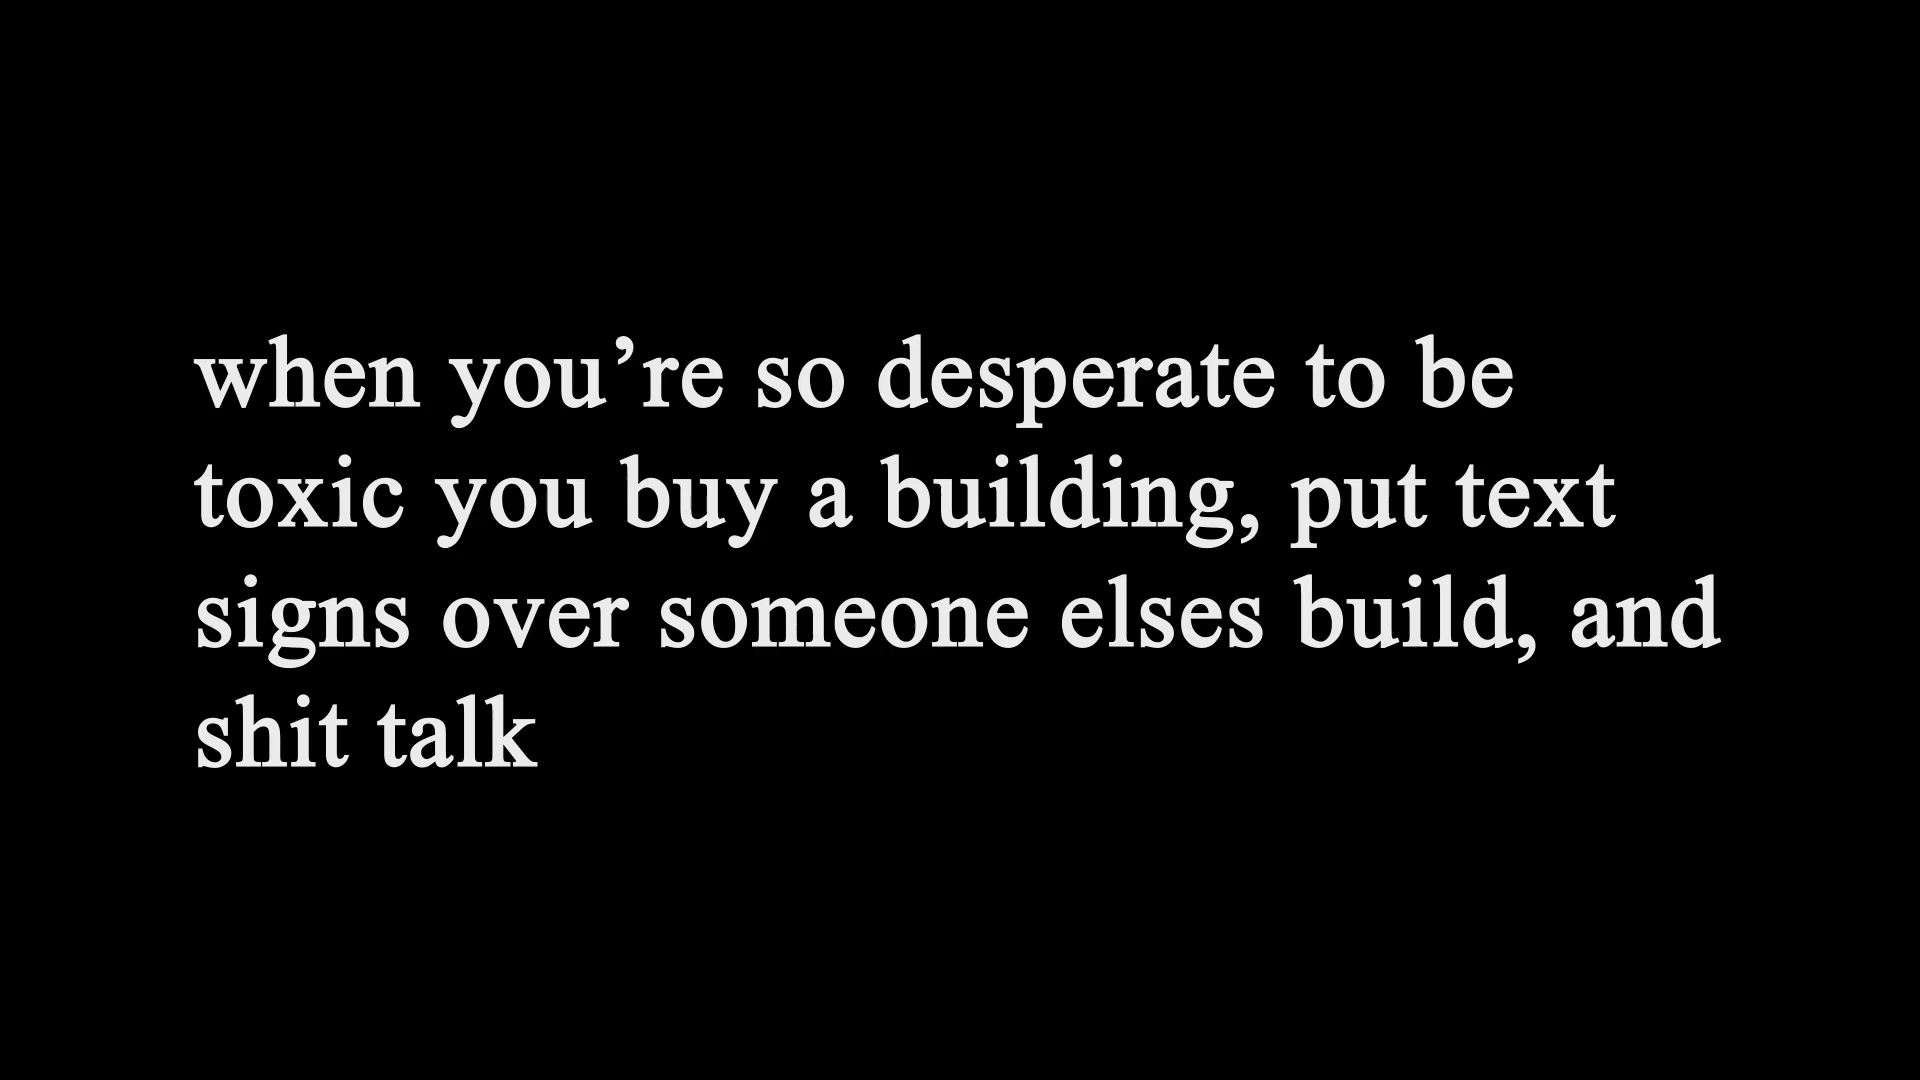 when you’re so desperate to be
toxic you buy a building, put text
signs over someone elses build, and
shit talk